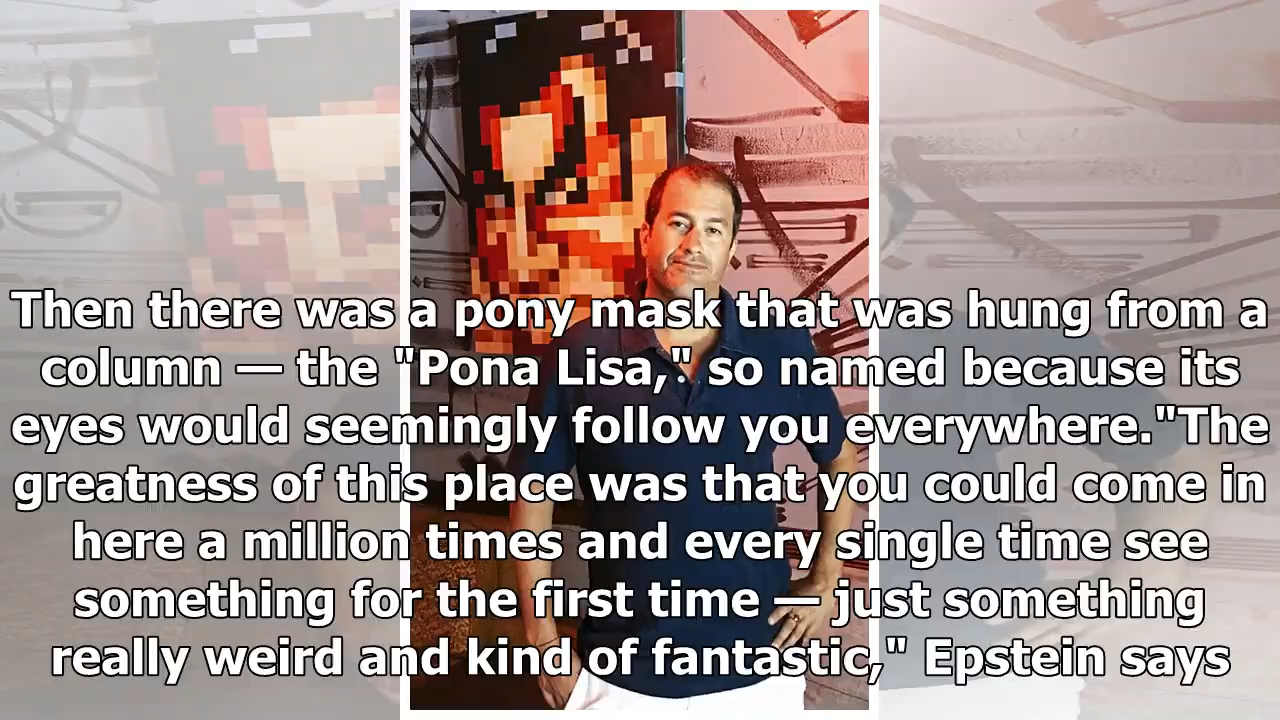 Then there was a pony mask that was hung from a
column — the "Pona Lisa," so named because its
eyes would seemingly follow you everywhere."The
greatness of this place was that you could come in
here a million times and every single time see
something for the first time — just something
really weird and kind of fantastic," Epstein says